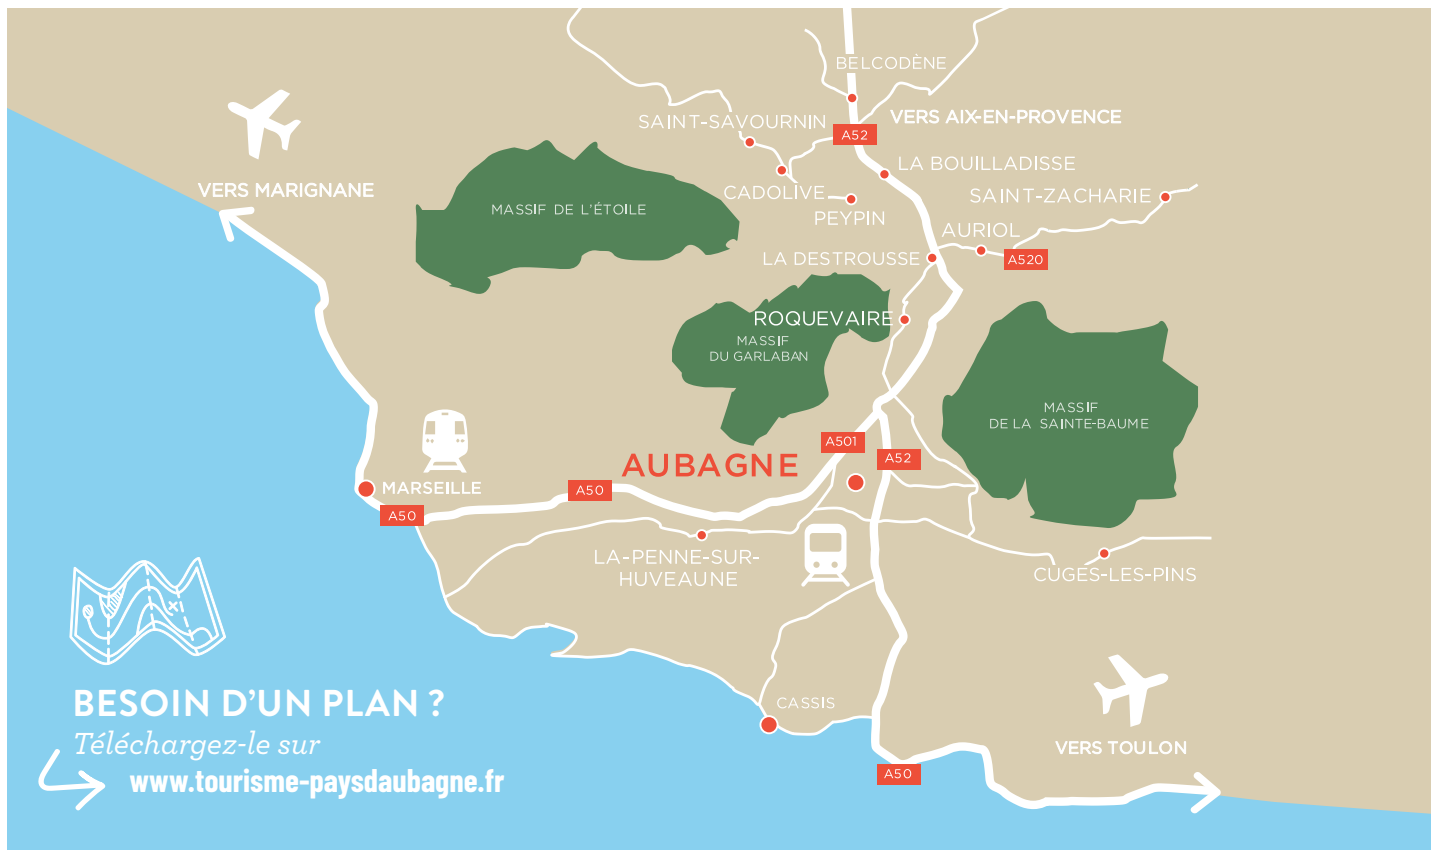 BELCODÈNE
VERS AIX-EN-PROVENCE
SAINT-SAVOURNIN
A52
LA BOUILLADISSE
VERS MARIGNANE
CADOLIVE
SAINT-ZACHARIE
MASSIF DE L'ÉTOILE
PEYPIN
AURIOL
LA DESTROUSSE
A520
ROQUEVAIRE
MASSIF
DU GARLABAN
MASSIF
DE LA SAINTE-BAUME
A501
AUBAGNE
A52
MARSEILLE
A50
A50
LA-PENNE-SUR-
HUVEAUNE
CUGES-LES-PINS
CASSIS
VERS TOULON
A50
BESOIN D'UN PLAN ?
Téléchargez-le sur
www.tourisme-paysdaubagne.fr